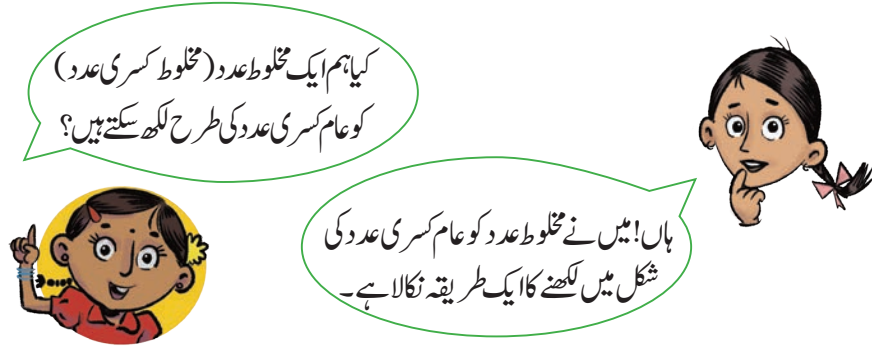 کیا ہم ایک مخلوط عدد (مخلوط کسری عدد)
کو عام کسری عدد کی طرح لکھ سکتے ہیں؟
ہاں! میں نے مخلوط عدد کو عام کسری عدد کی
شکل میں لکھنے کا ایک طریقہ نکالا ہے۔